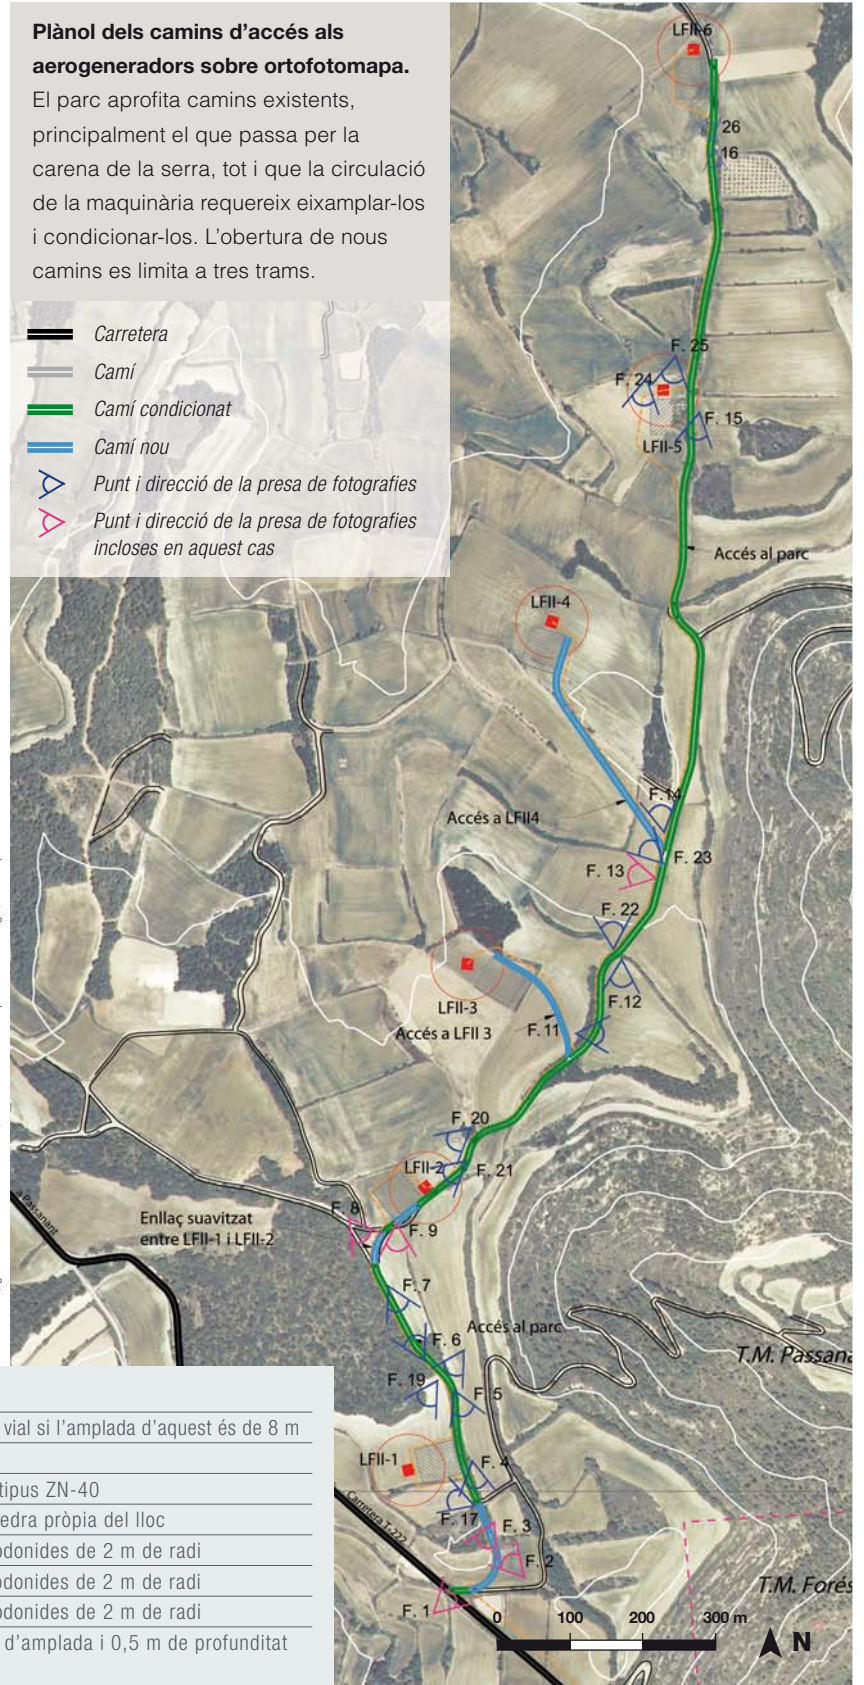 Plànol dels camins d'accés als
aerogeneradors sobre ortofotomapa.
El parc aprofita camins existents,
principalment el que passa per la
carena de la serra, tot i que la circulació
de la maquinària requereix eixamplar-los
i condicionar-los. L'obertura de nous
camins es limita a tres trams.
Carretera
Camí
Camí condicionat
Camí nou
Punt i direcció de la presa de fotografies
Punt i direcció de la presa de fotografies
incloses en aquest cas
LFII-6
26
16
F. 25
F. 24
F. 15
LFII-5
Accés al parc
LFII-4
F.14
Accés a LFII4
F. 23
F. 13
F. 22
F.12
LFII-3
F.11
Accés a LFII 3
F. 20
LFII-2
F. 21
a Passanant
F. 8
Enllaç suavitzat
entre LFII-1 i LFII-2
F. 9
F. 7
Accés al parc
F. 6
T.M. Passana
F. 19
F. 5
LFII-1
F. 4
Carretera T-222
F. 17
F. 3
F. 2
T.M. Forés
F. 1
0 100 200 300 m
N
vial si l'amplada d'aquest és de 8 m
tipus ZN-40
edra pròpia del lloc
odonides de 2 m de radi
odonides de 2 m de radi
odonides de 2 m de radi
d'amplada i 0,5 m de profunditat